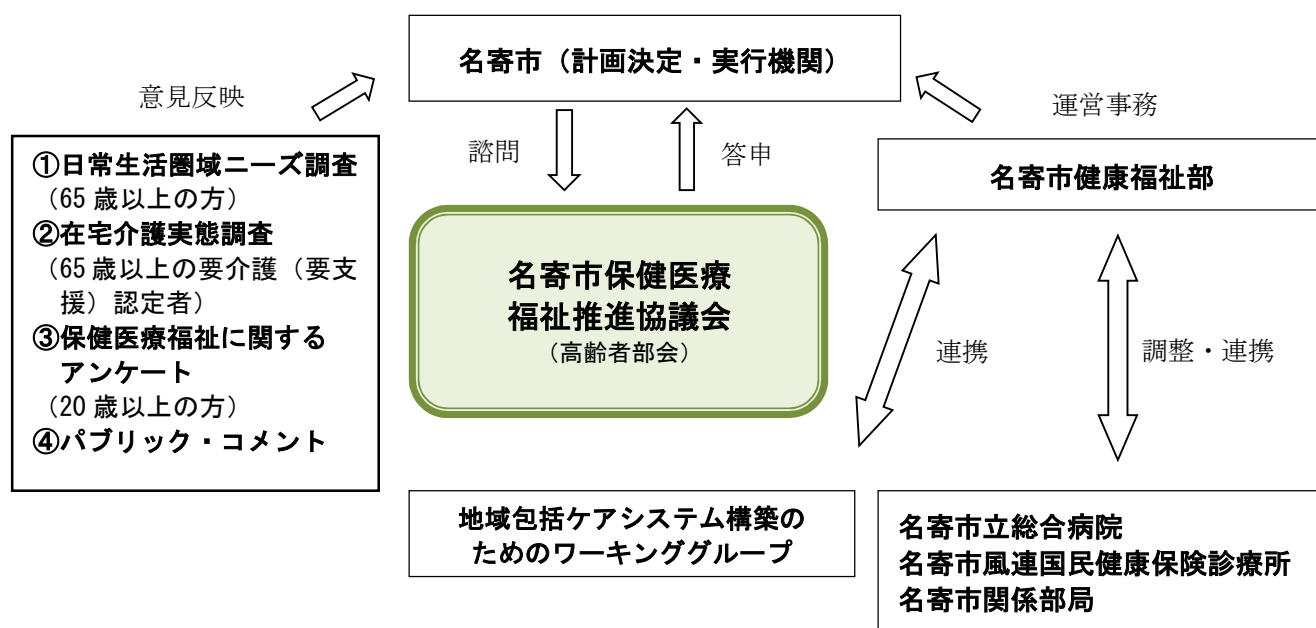 名寄市（計画決定・実行機関）
意見反映
運営事務
諮問
答申
①日常生活圏域ニーズ調査
（65歳以上の方）
②在宅介護実態調査
（65歳以上の要介護（要支
援）認定者）
③保健医療福祉に関する
アンケート
（20歳以上の方）
④パブリック・コメント
名寄市健康福祉部
名寄市保健医療
福祉推進協議会
（高齢者部会）
連携
調整・連携
地域包括ケアシステム構築の
ためのワーキンググループ
名寄市立総合病院
名寄市風連国民健康保険診療所
名寄市関係部局